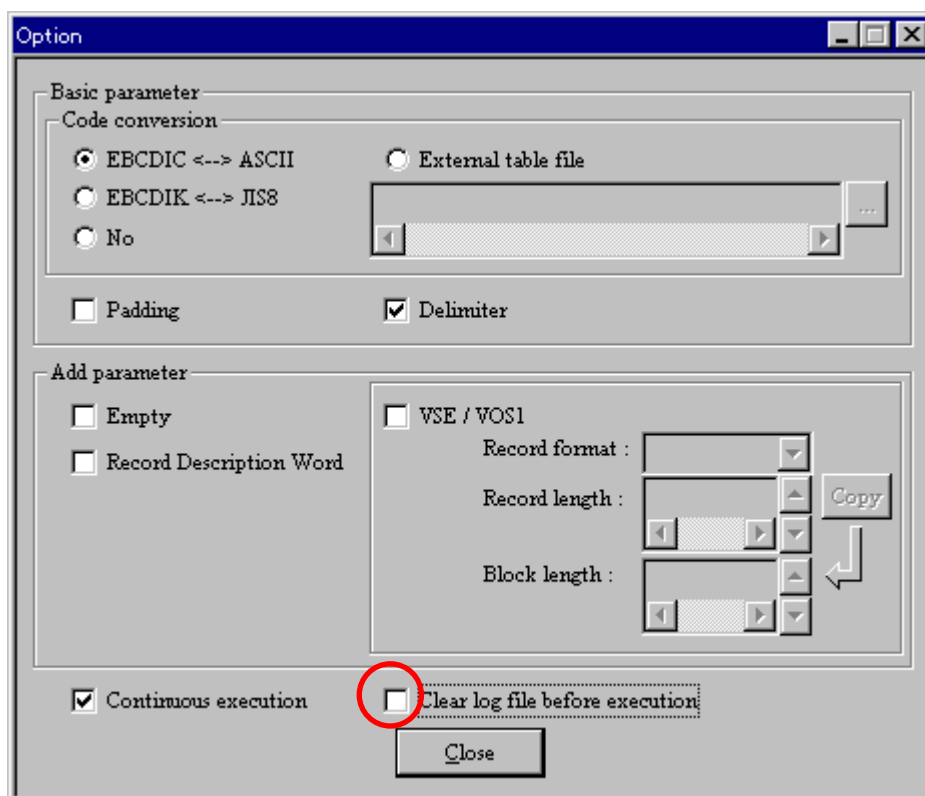 Option
Basic parameter
Code conversion
EBCDIC <--> ASCII
External table file
EBCDIK <--> JIS8
...
No
Padding
Delimiter
Add parameter
Empty
VSE / VOS1
Record format :
Record Description Word
Record length :
Copy
Block length :
Continuous execution
Clear log file before execution
Close